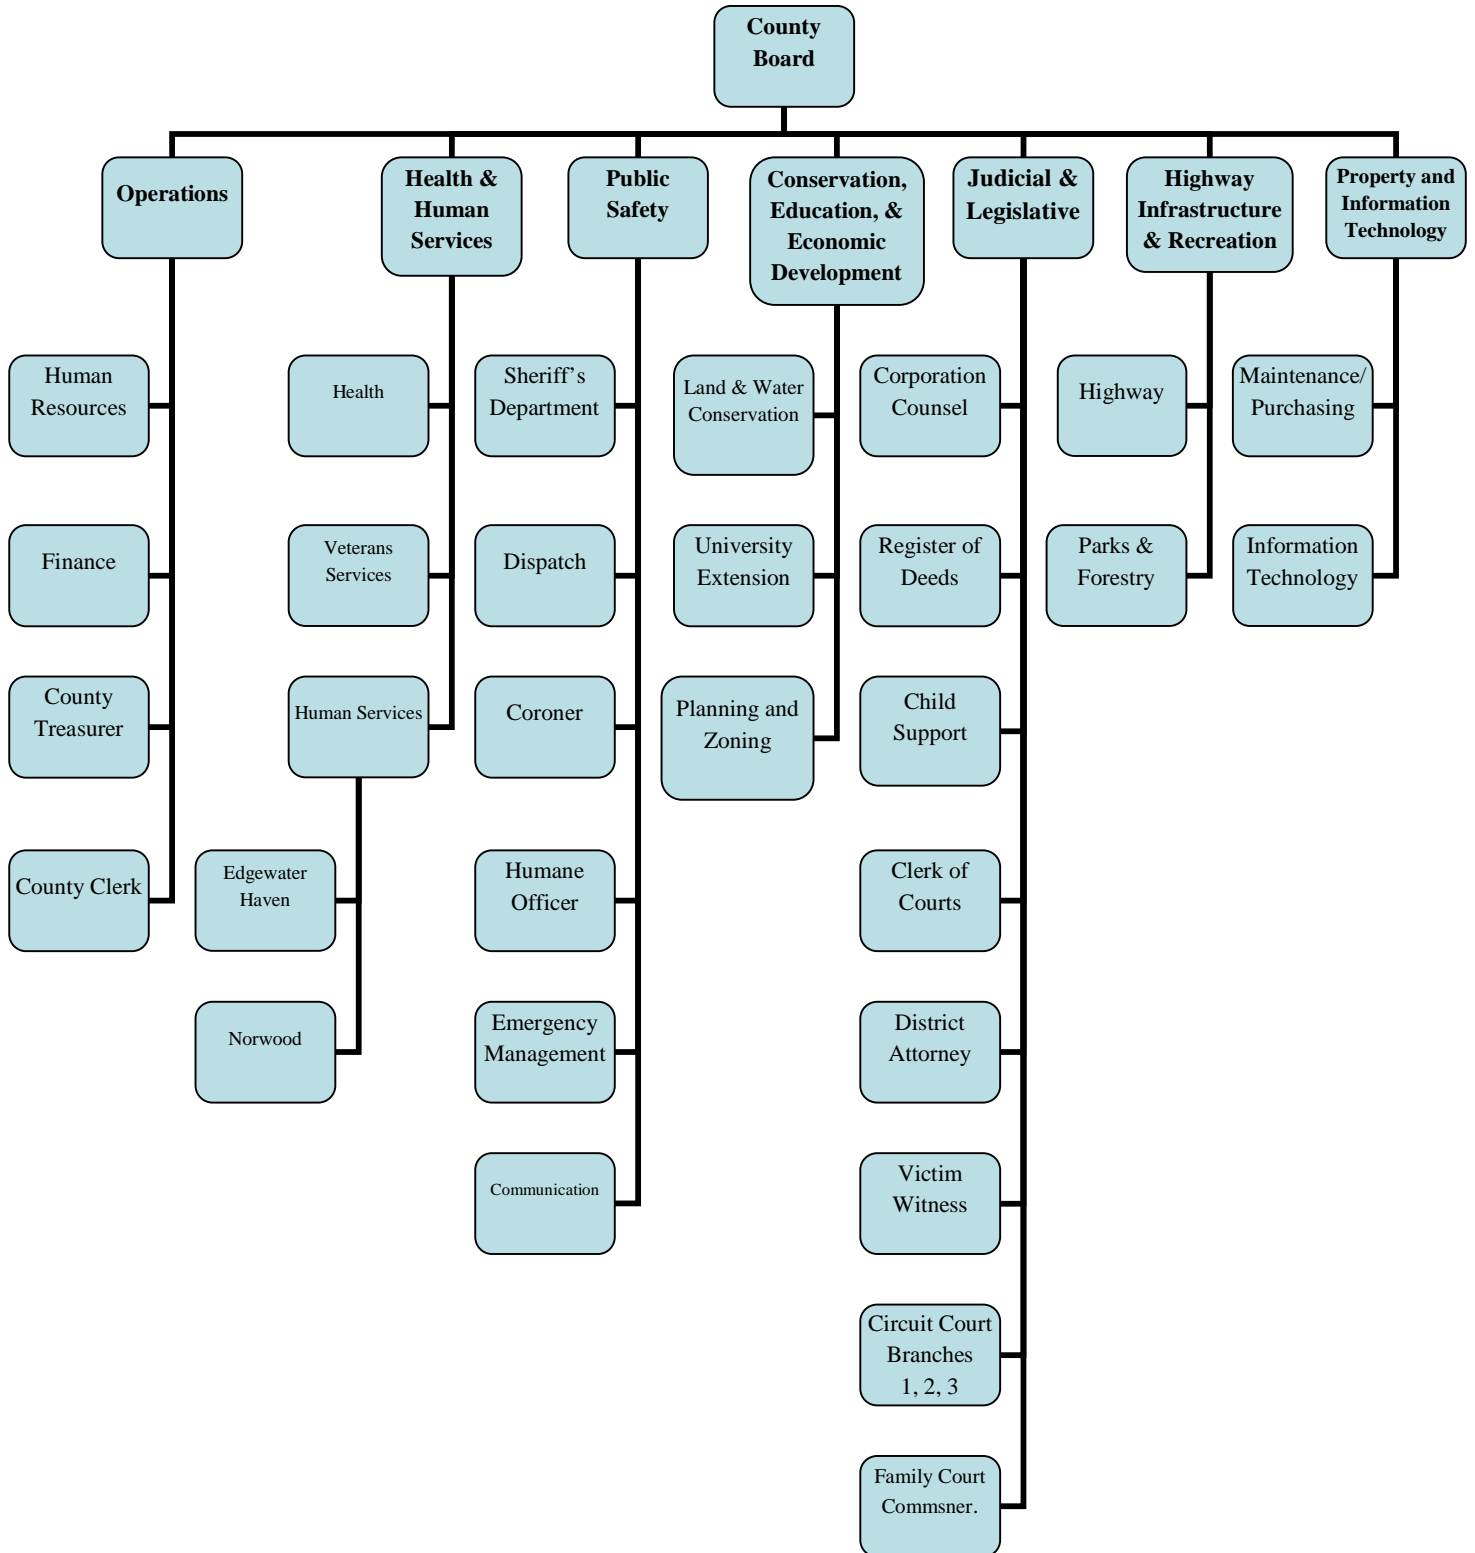 County
Board
Operations
Health &
Human
Services
Public
Safety
Conservation,
Education, &
Economic
Development
Judicial &
Legislative
Highway
Infrastructure
& Recreation
Property and
Information
Technology
Human
Resources
Finance
County
Treasurer
County Clerk
Health
Veterans
Services
Human Services
Edgewater
Haven
Norwood
Sheriff’s
Department
Dispatch
Coroner
Humane
Officer
Emergency
Management
Communication
Land & Water
Conservation
University
Extension
Planning and
Zoning
Corporation
Counsel
Register of
Deeds
Child
Support
Clerk of
Courts
District
Attorney
Victim
Witness
Circuit Court
Branches
1, 2, 3
Family Court
Commsner.
Highway
Parks &
Forestry
Maintenance/
Purchasing
Information
Technology